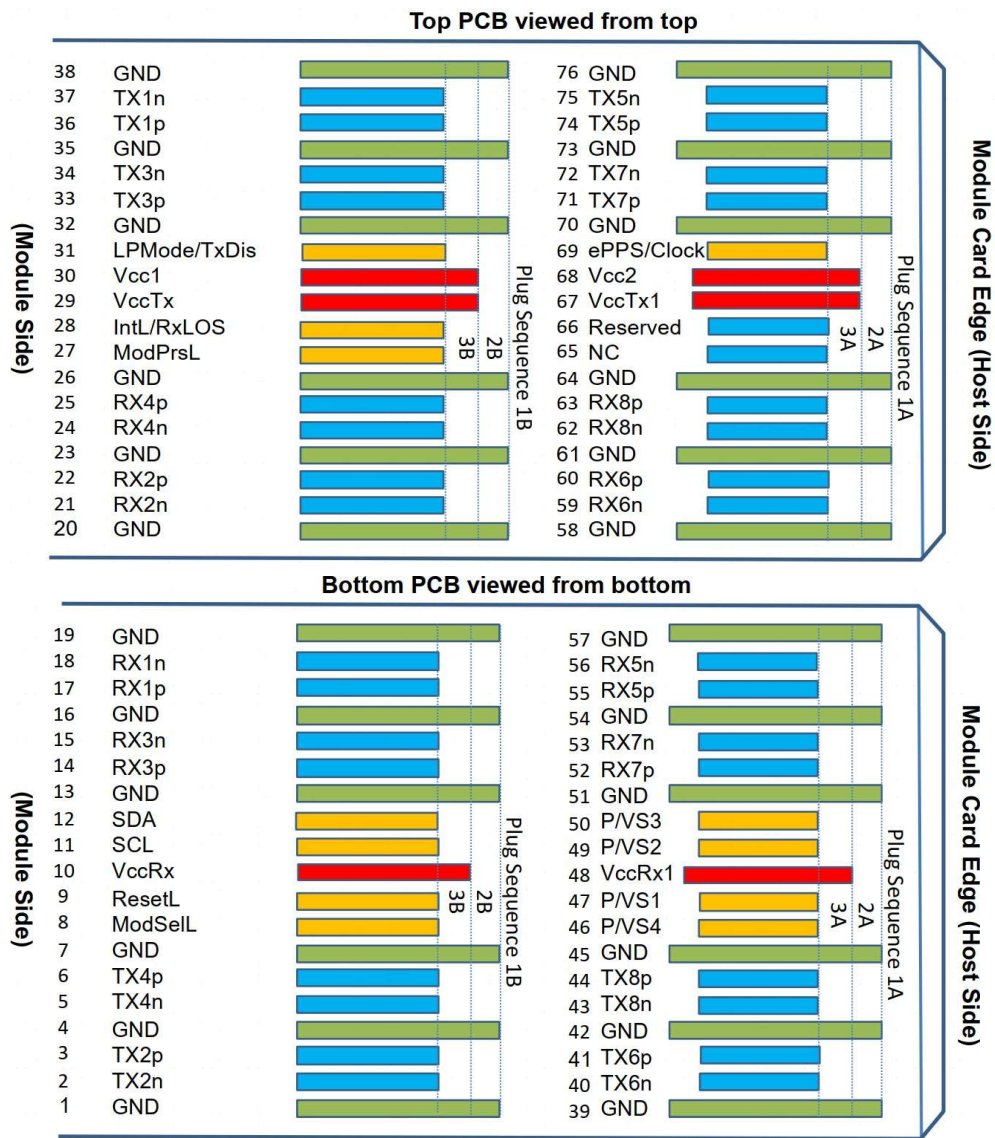 Top PCB viewed from top
38 GND 76 GND
37 TX1n 75 TX5n
36 TX1p 74 TX5p
35 GND 73 GND
34 TX3n 72 TX7n
33 TX3p 71 TX7p
32 GND 70 GND
31 LPMode/TxDis 69 ePPS/Clock
30 Vcc1 68 Vcc2
29 VccTx 67 VccTx1
28 IntL/RxLOS 66 Reserved
27 ModPrsL 65 NC
26 GND 64 GND
25 RX4p 63 RX8p
24 RX4n 62 RX8n
23 GND 61 GND
22 RX2p 60 RX6p
21 RX2n 59 RX6n
20 GND 58 GND
(Module Side)
3B
2B
Plug Sequence 1B
3A
2A
Plug Sequence 1A
Module Card Edge (Host Side)
Bottom PCB viewed from bottom
19 GND 57 GND
18 RX1n 56 RX5n
17 RX1p 55 RX5p
16 GND 54 GND
15 RX3n 53 RX7n
14 RX3p 52 RX7p
13 GND 51 GND
12 SDA 50 P/VS3
11 SCL 49 P/VS2
10 VccRx 48 VccRx1
9 ResetL 47 P/VS1
8 ModSelL 46 P/VS4
7 GND 45 GND
6 TX4p 44 TX8p
5 TX4n 43 TX8n
4 GND 42 GND
3 TX2p 41 TX6p
2 TX2n 40 TX6n
1 GND 39 GND
(Module Side)
3B
2B
Plug Sequence 1B
3A
2A
Plug Sequence 1A
Module Card Edge (Host Side)